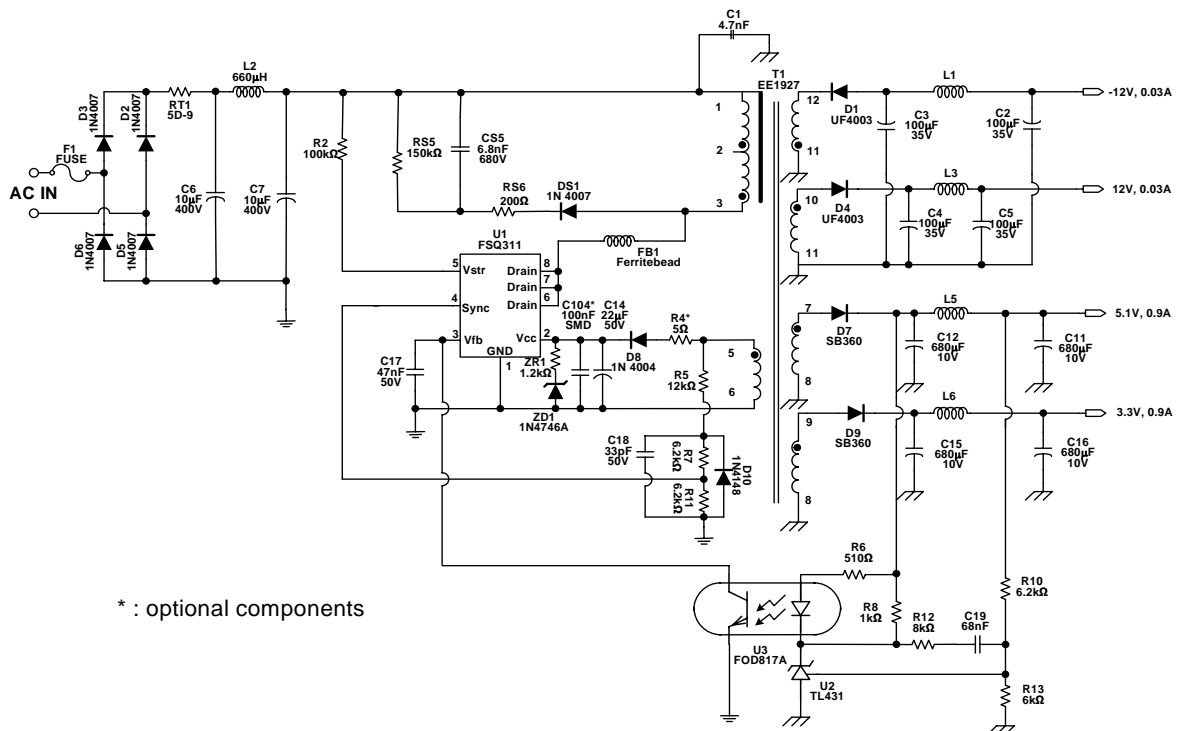 C1
4.7nF
L2
660µH
T1
EE1927
L1
-12V, 0.03A
D3
1N4007
D2
1N4007
RT1
5D-9
1
12
D1
UF4003
C3
100µF
35V
C2
100µF
35V
F1
FUSE
R2
100kΩ
RS5
150kΩ
CS5
6.8nF
680V
2
11
AC IN
C6
10µF
400V
C7
10µF
400V
RS6
200Ω
DS1
1N 4007
3
10
D4
UF4003
L3
12V, 0.03A
C4
100µF
35V
C5
100µF
35V
11
D6
1N4007
D5
1N4007
U1
FSQ311
FB1
Ferritebead
5
Vstr
Drain
8
Drain
7
Drain
6
4
Sync
3
Vfb
Vcc
2
GND
1
C104*
100nF
SMD
C14
22µF
50V
R4*
5Ω
D8
1N 4004
ZR1
1.2kΩ
ZD1
1N4746A
C17
47nF
50V
5
6
R5
12kΩ
7
D7
SB360
L5
5.1V, 0.9A
C12
680µF
10V
C11
680µF
10V
8
9
D9
SB360
L6
3.3V, 0.9A
C15
680µF
10V
C16
680µF
10V
8
C18
33pF
50V
R7
6.2kΩ
R11
6.2kΩ
D10
1N4148
R6
510Ω
R8
1kΩ
R12
8kΩ
C19
68nF
R10
6.2kΩ
* : optional components
U3
FOD817A
U2
TL431
R13
6kΩ